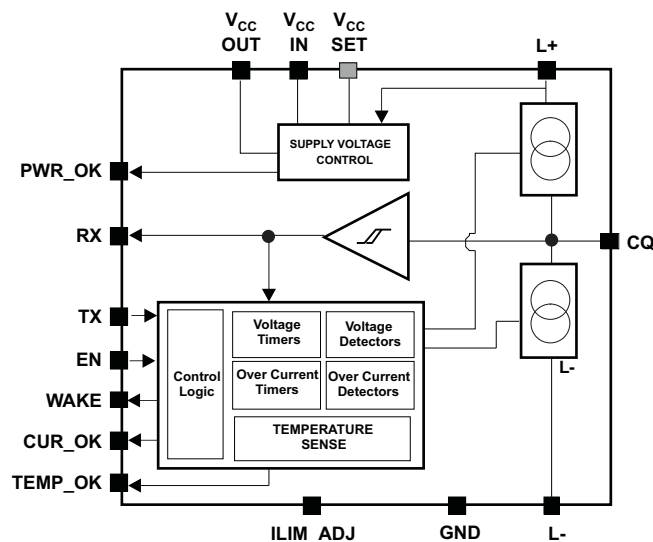 VCC OUT
VCC IN
VCC SET
L+
SUPPLY VOLTAGE
CONTROL
PWR_OK
RX
CQ
TX
EN
WAKE
CUR_OK
TEMP_OK
Control
Logic
Voltage
Timers
Voltage
Detectors
Over Current
Timers
Over Current
Detectors
TEMPERATURE
SENSE
L-
ILIM_ADJ
GND
L-